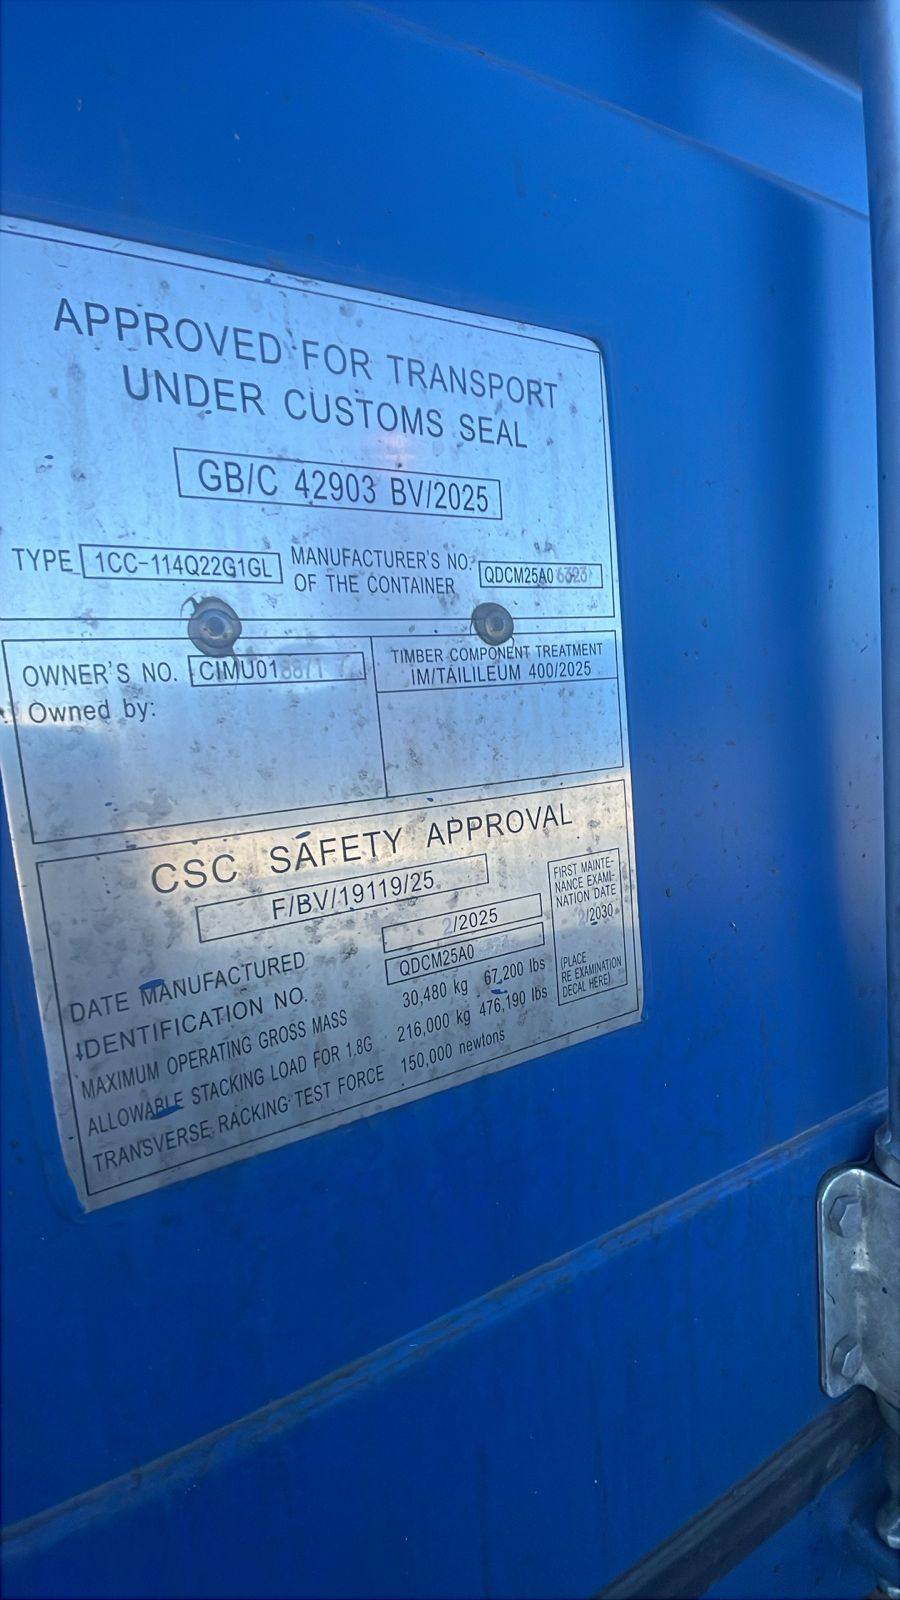 APPROVED FOR TRANSPORT
UNDER CUSTOMS SEAL
GB/C 42903 BV/2025
TYPE 1CC-114Q22G1GL
MANUFACTURER'S NO.
OF THE CONTAINER
QDCM25A0
OWNER'S NO. CIMU01
Owned by:
TIMBER COMPONENT TREATMENT
IM/TAILILEUM 400/2025
CSC SAFETY APPROVAL
F/BV/19119/25
FIRST MAINTE-
NANCE EXAMI-
NATION DATE
2/2030
(PLACE
RE EXAMINATION
DECAL HERE)
DATE MANUFACTURED 2/2025
IDENTIFICATION NO. QDCM25A0
MAXIMUM OPERATING GROSS MASS 30,480 kg 67,200 lbs
ALLOWABLE STACKING LOAD FOR 1.8G 216,000 kg 476,190 lbs
TRANSVERSE RACKING TEST FORCE 150,000 newtons